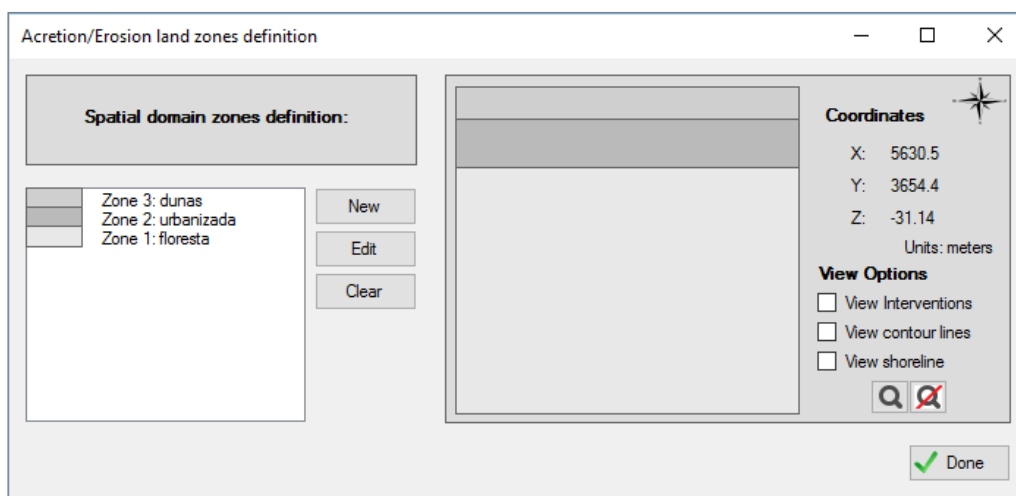 Acretion/Erosion land zones definition
Spatial domain zones definition:
Zone 3: dunas
Zone 2: urbanizada
Zone 1: floresta
New
Edit
Clear
Coordinates
X: 5630.5
Y: 3654.4
Z: -31.14
Units: meters
View Options
View Interventions
View contour lines
View shoreline
Done